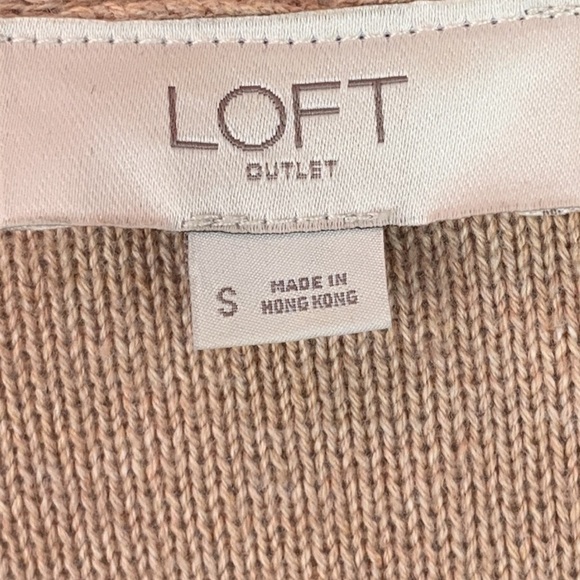 LOFT
OUTLET
S
MADE IN
HONG KONG